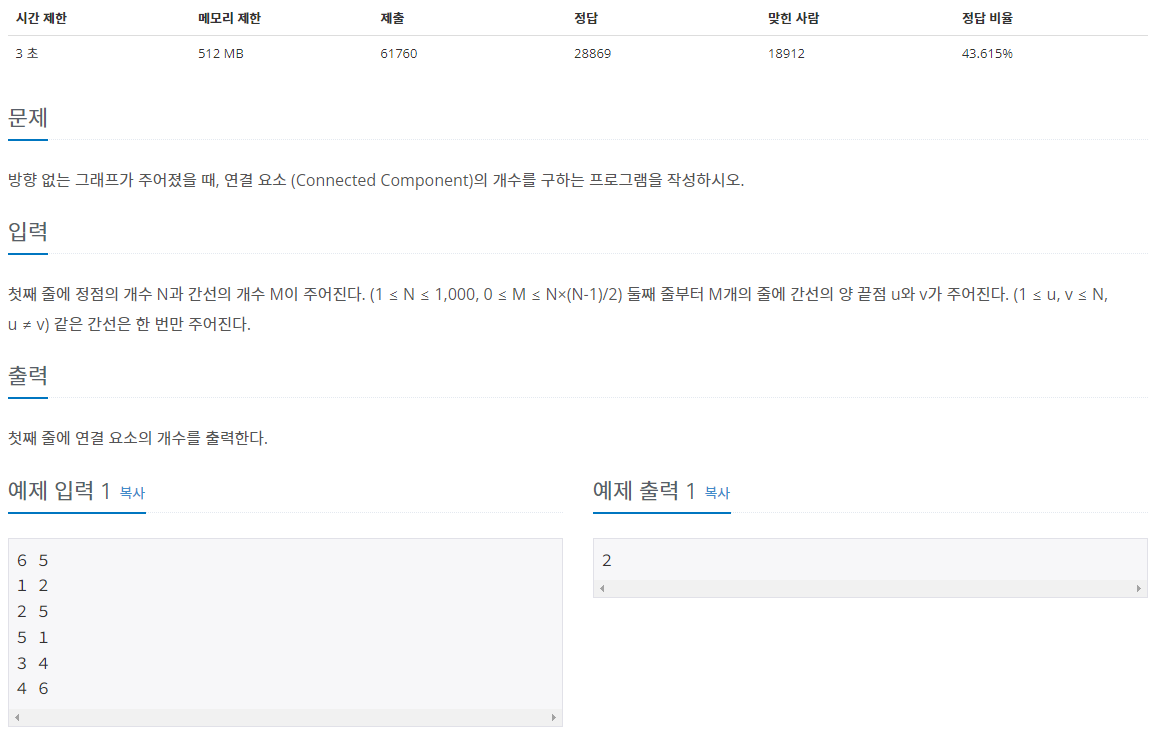 시간 제한 메모리 제한 제출 정답 맞힌 사람 정답 비율
3 초 512 MB 61760 28869 18912 43.615%
문제
방향 없는 그래프가 주어졌을 때, 연결 요소 (Connected Component)의 개수를 구하는 프로그램을 작성하시오.
입력
첫째 줄에 정점의 개수 N과 간선의 개수 M이 주어진다. (1 ≤ N ≤ 1,000, 0 ≤ M ≤ N×(N-1)/2) 둘째 줄부터 M개의 줄에 간선의 양 끝점 u와 v가 주어진다. (1 ≤ u, v ≤ N,
u ≠ v) 같은 간선은 한 번만 주어진다.
출력
첫째 줄에 연결 요소의 개수를 출력한다.
예제 입력 1 복사
6 5
1 2
2 5
5 1
3 4
4 6
예제 출력 1 복사
2